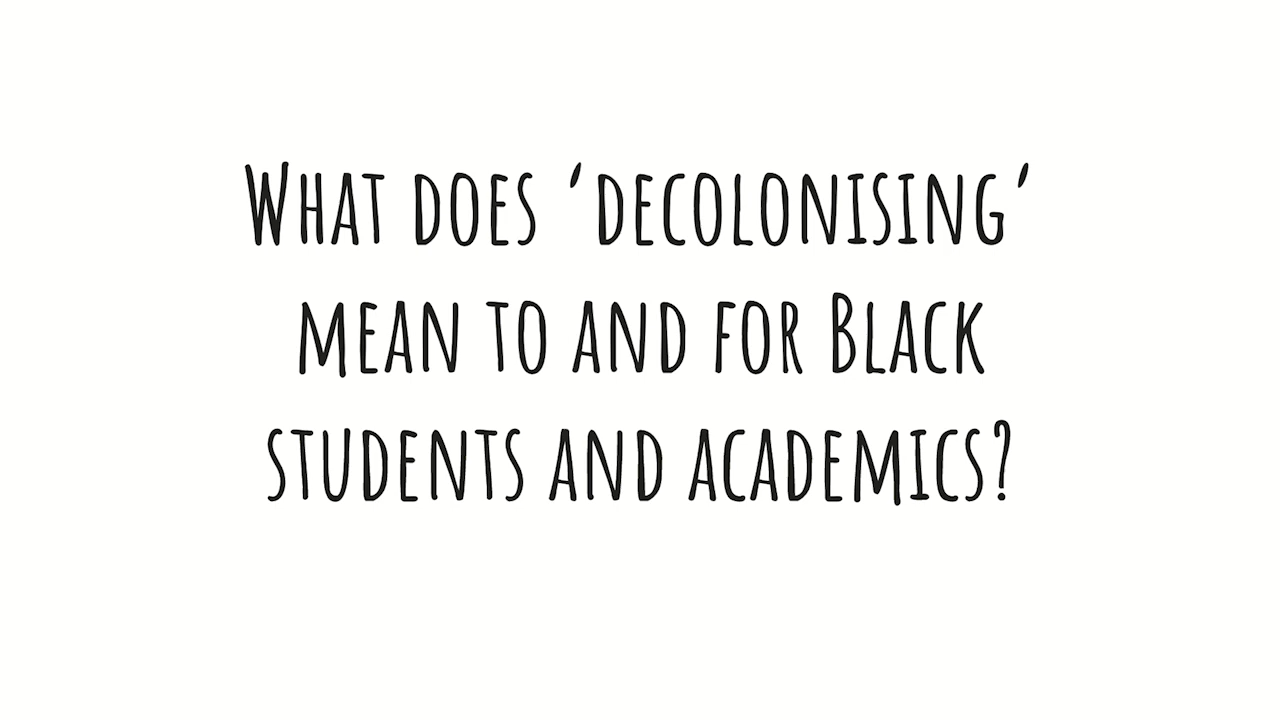 What does ‘decolonising’
mean to and for Black
students and academics?